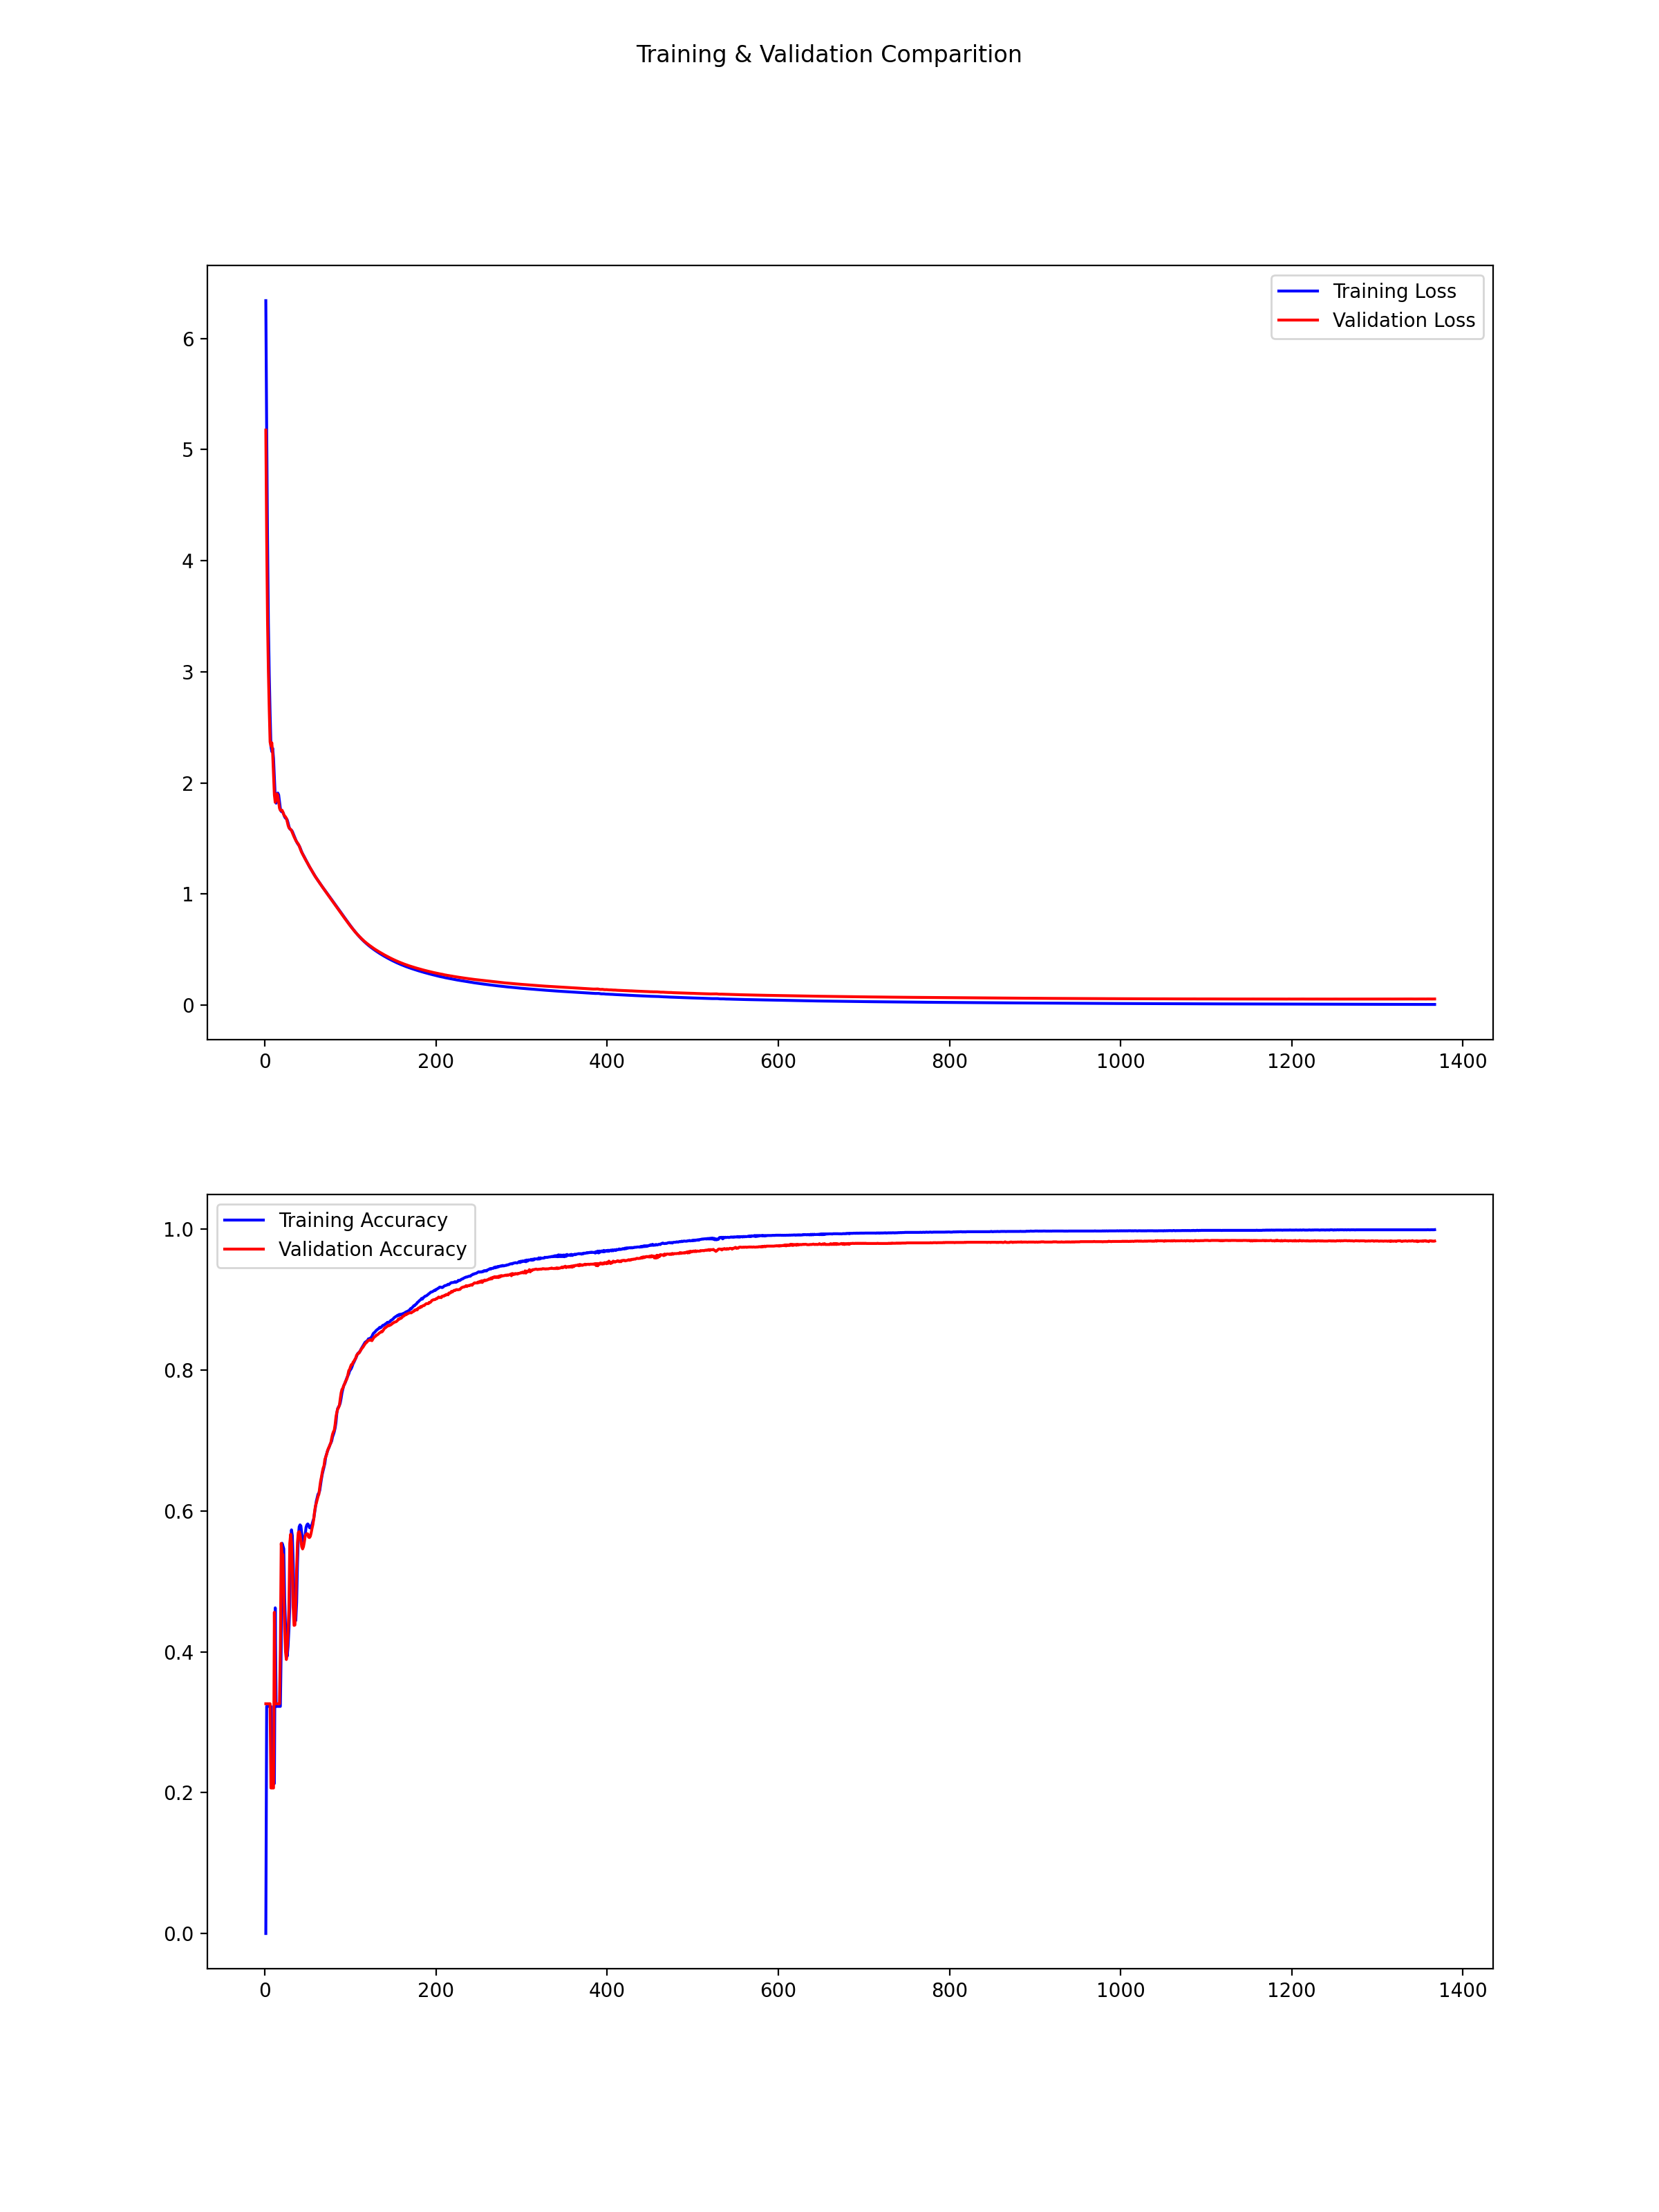 Training & Validation Comparition
Training Loss
Validation Loss
6
5
4
3
2
1
0
0 200 400 600 800 1000 1200 1400
Training Accuracy
Validation Accuracy
1.0
0.8
0.6
0.4
0.2
0.0
0 200 400 600 800 1000 1200 1400